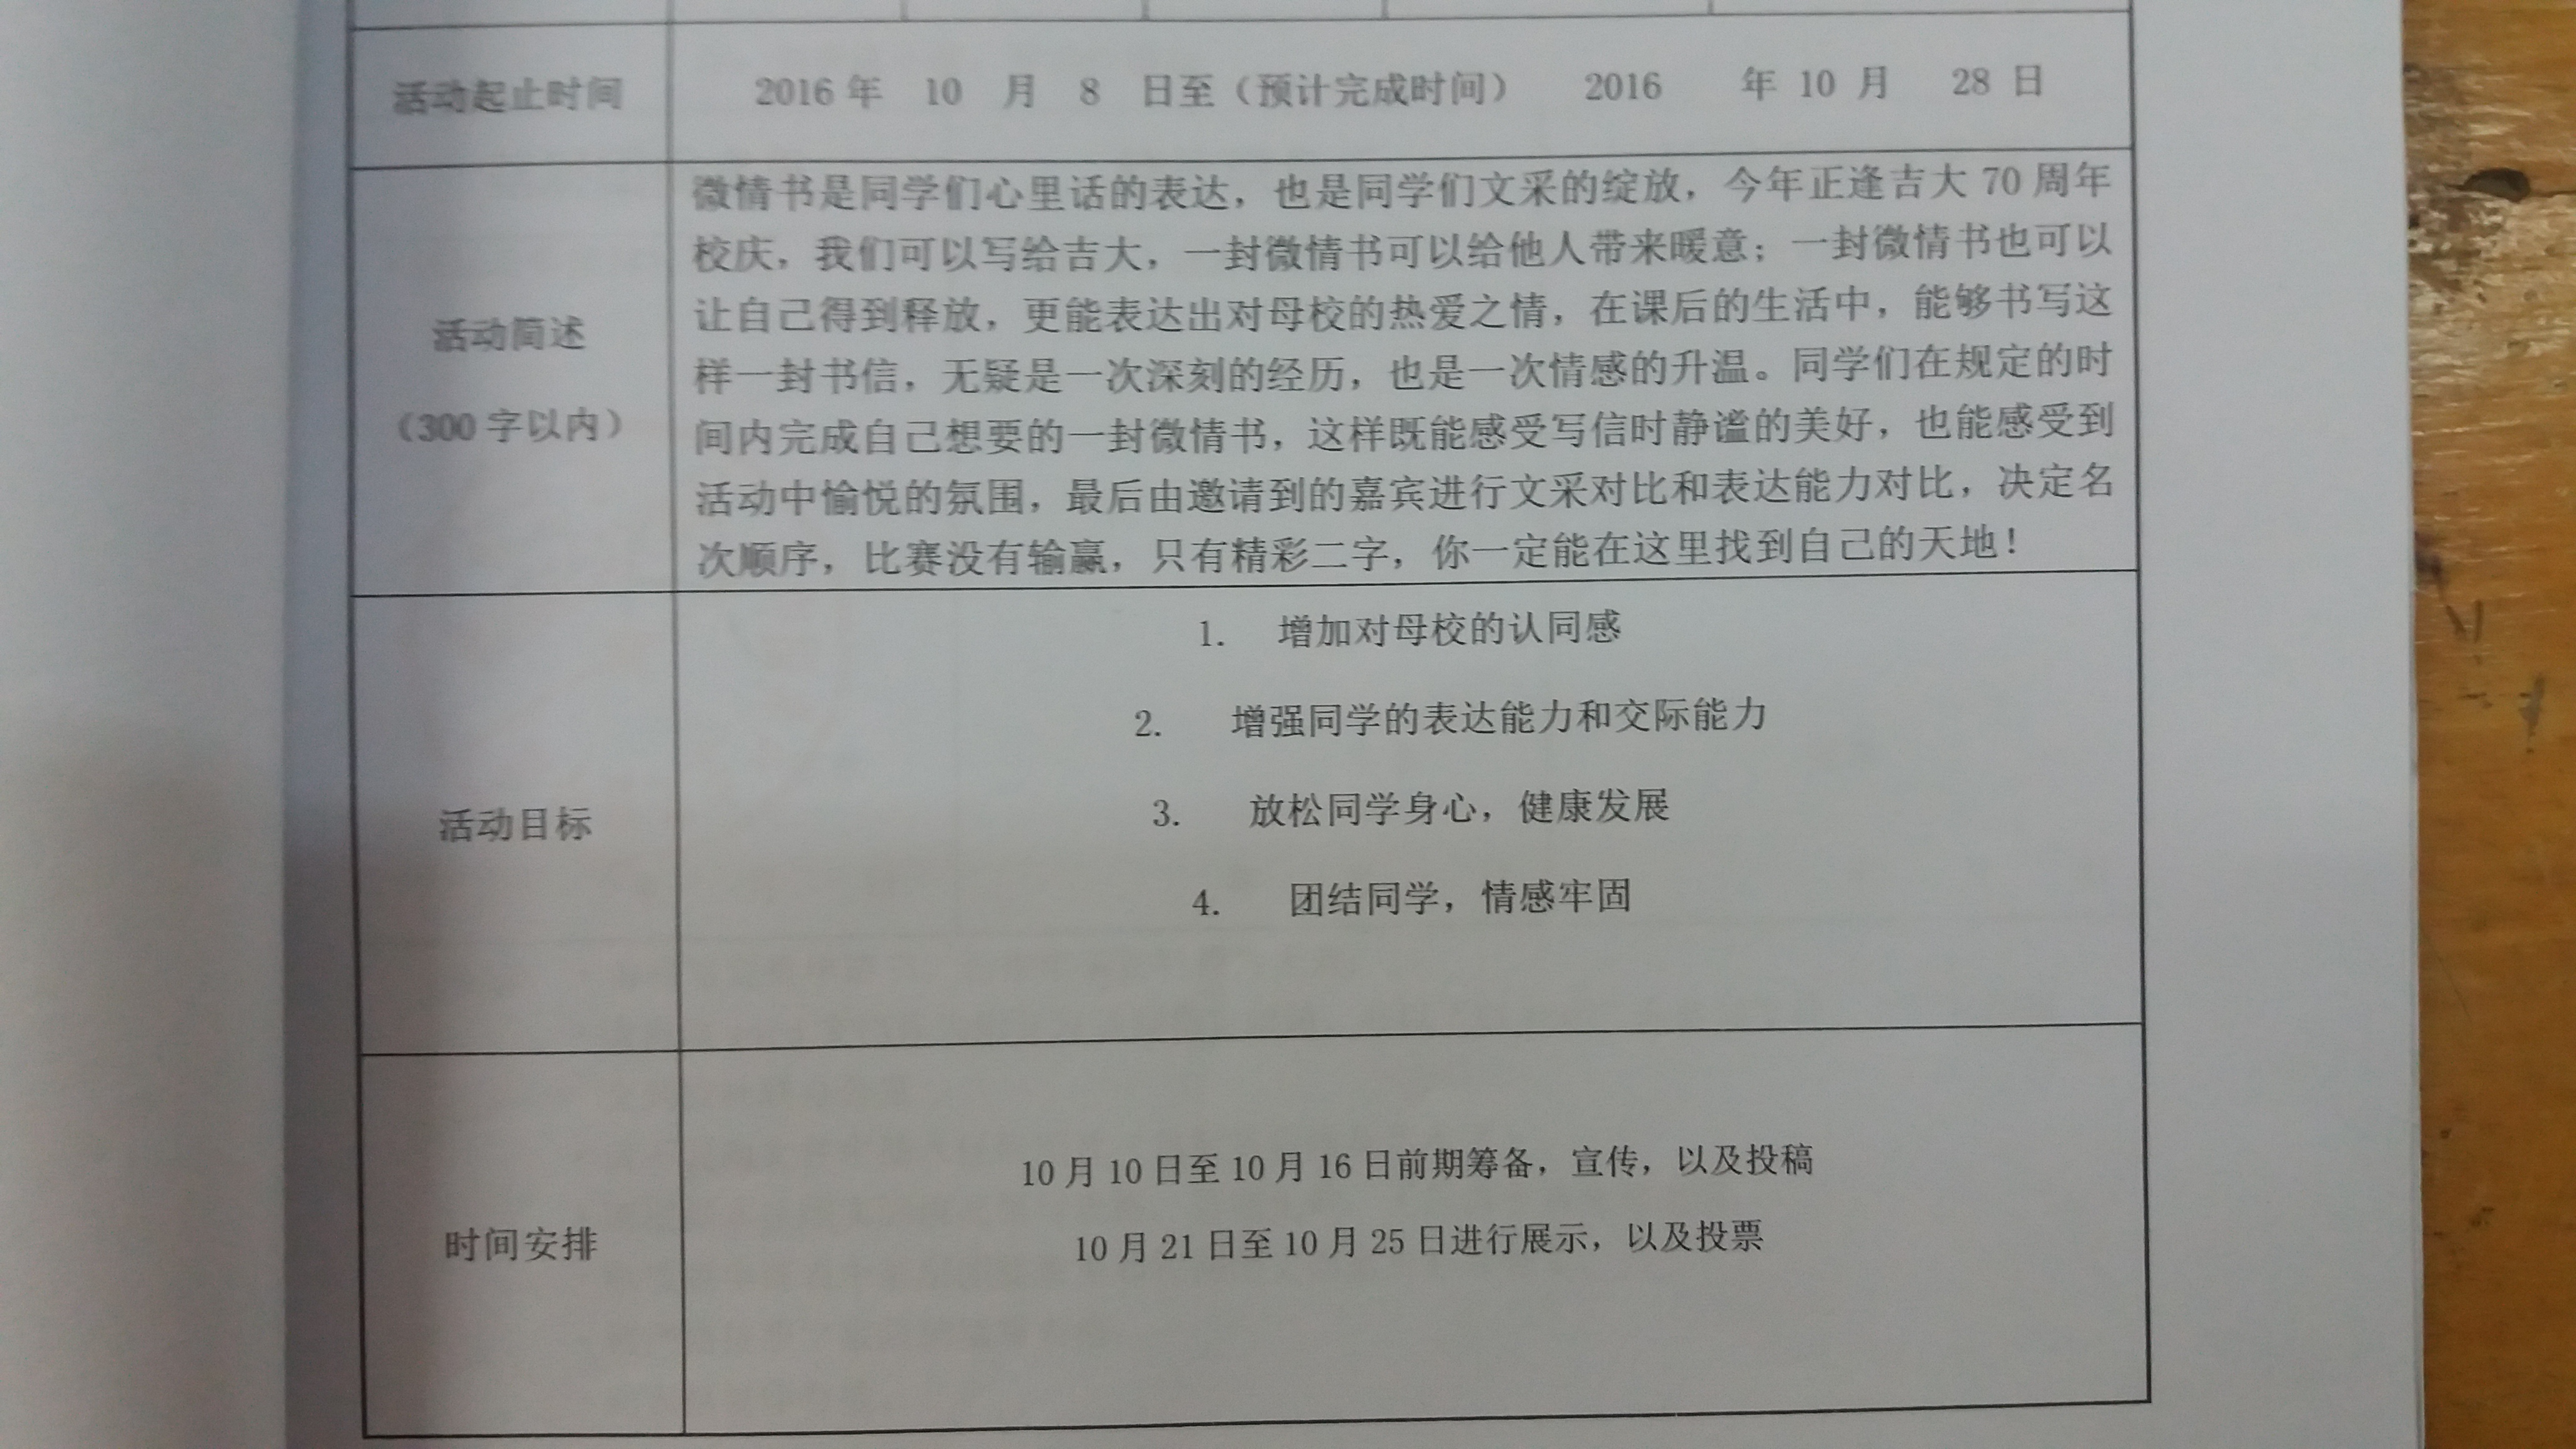 活动起止时间 2016 年 10 月 8 日至（预计完成时间） 2016 年 10 月 28 日
活动简述
（300 字以内）
微情书是同学们心里话的表达，也是同学们文采的绽放，今年正逢吉大 70 周年
校庆，我们可以写给吉大，一封微情书可以给他人带来暖意；一封微情书也可以
让自己得到释放，更能表达出对母校的热爱之情，在课后的生活中，能够书写这
样一封书信，无疑是一次深刻的经历，也是一次情感的升温。同学们在规定的时
间内完成自己想要的一封微情书，这样既能感受写信时静谧的美好，也能感受到
活动中愉悦的氛围，最后由邀请到的嘉宾进行文采对比和表达能力对比，决定名
次顺序，比赛没有输赢，只有精彩二字，你一定能在这里找到自己的天地！
活动目标
1. 增加对母校的认同感
2. 增强同学的表达能力和交际能力
3. 放松同学身心，健康发展
4. 团结同学，情感牢固
时间安排
10 月 10 日至 10 月 16 日前期筹备，宣传，以及投稿
10 月 21 日至 10 月 25 日进行展示，以及投票